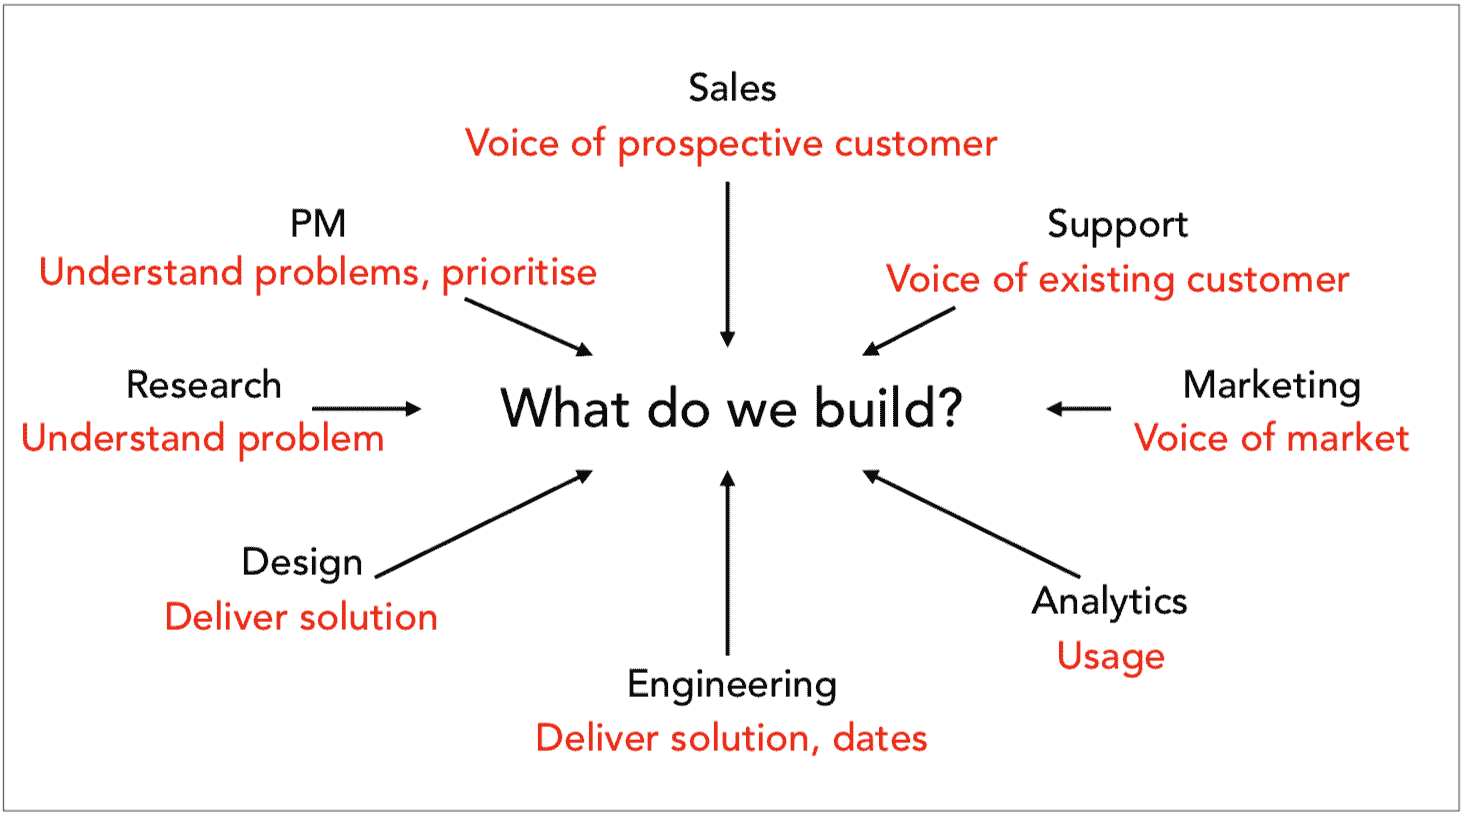 Sales
Voice of prospective customer
PM
Understand problems, prioritise
Support
Voice of existing customer
Research
Understand problem
What do we build?
Marketing
Voice of market
Design
Deliver solution
Analytics
Usage
Engineering
Deliver solution, dates